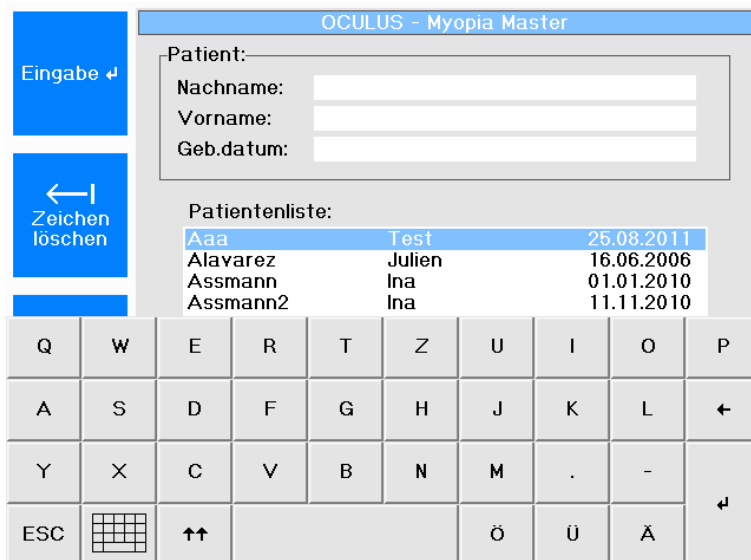 OCULUS - Myopia Master
Eingabe ↵
Patient:
Nachname:
Vorname:
Geb.datum:
Zeichen
löschen
Patientenliste:
Aaa Test 25.08.2011
Alavarez Julien 16.06.2006
Assmann Ina 01.01.2010
Assmann2 Ina 11.11.2010
Q W E R T Z U I O P
A S D F G H J K L ←
Y X C V B N M . -
ESC ↑↑ Ö Ü Ä ↵